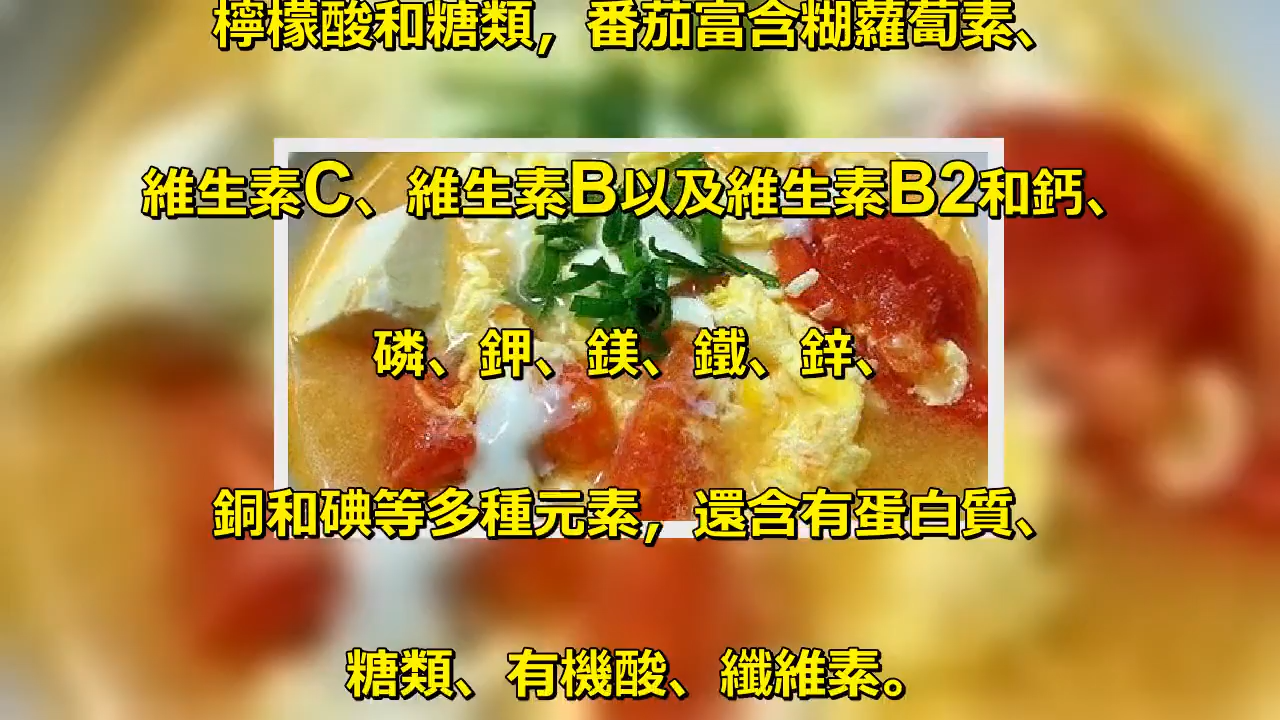 檸檬酸和糖類，番茄富含糊蘿蔔素、
維生素C、維生素B以及維生素B2和鈣、
磷、鉀、鎂、鐵、鋅、
銅和碘等多種元素，還含有蛋白質、
糖類、有機酸、纖維素。